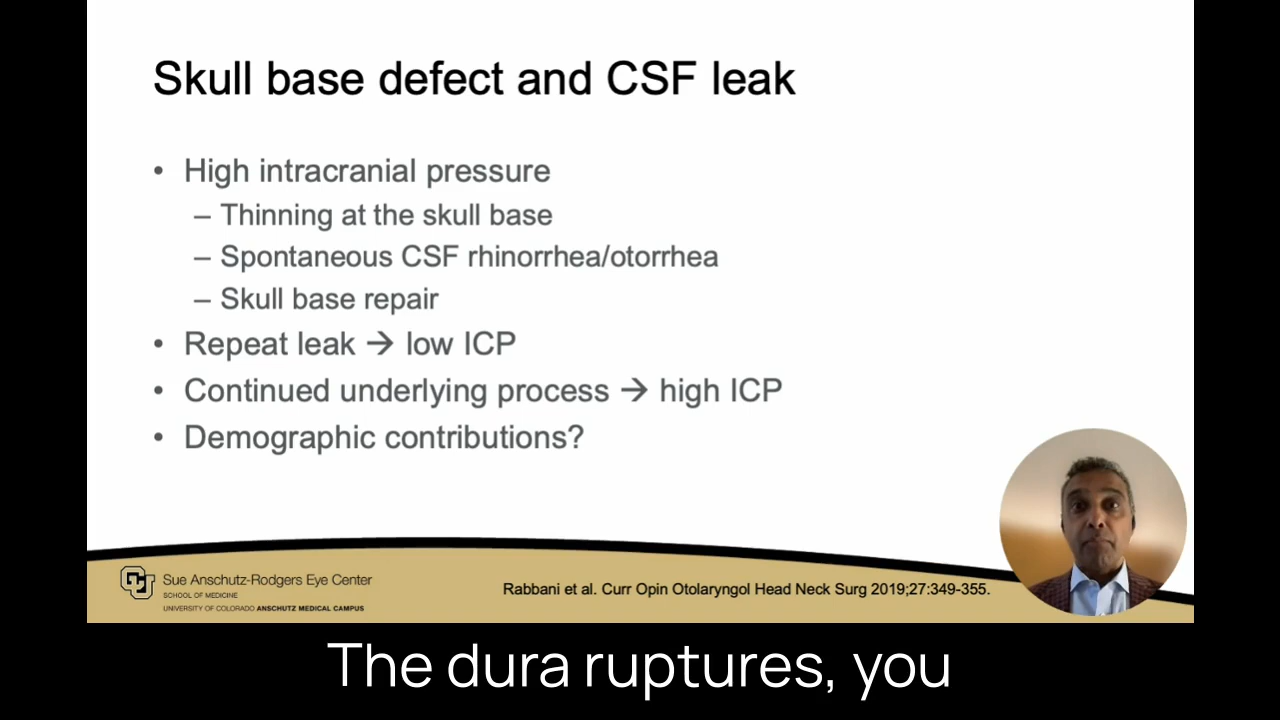 Skull base defect and CSF leak
• High intracranial pressure
– Thinning at the skull base
– Spontaneous CSF rhinorrhea/otorrhea
– Skull base repair
• Repeat leak → low ICP
• Continued underlying process → high ICP
• Demographic contributions?
Sue Anschutz-Rodgers Eye Center
SCHOOL OF MEDICINE
UNIVERSITY OF COLORADO ANSCHUTZ MEDICAL CAMPUS
Rabbani et al. Curr Opin Otolaryngol Head Neck Surg 2019;27:349-355.
The dura ruptures, you